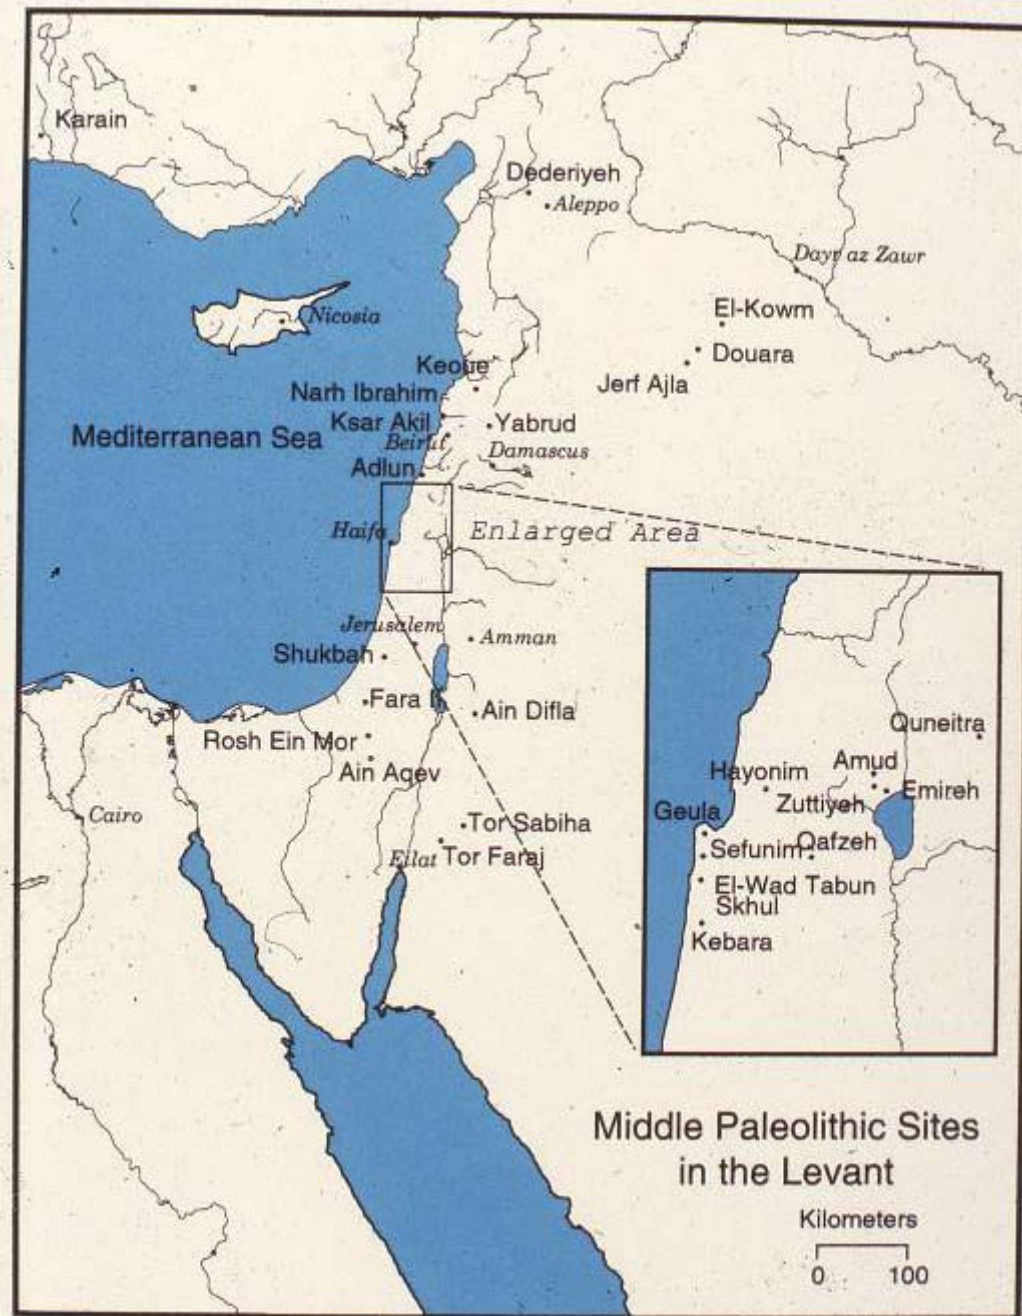 Karain
Dederiyeh
Aleppo
Dayr az Zawr
Nicosia
El-Kowm
Douara
Jerf Ajla
Keoue
Narh Ibrahim
Ksar Akil
Yabrud
Mediterranean Sea
Beirut
Damascus
Adlun
Haifa
Enlarged Area
Jerusalem
Amman
Shukbah
Fara II
Ain Difla
Rosh Ein Mor
Ain Aqev
Cairo
Tor Sabiha
Eilat
Tor Faraj
Quneitra
Amud
Hayonim
Emireh
Zuttiyeh
Geula
Qafzeh
Sefunim
El-Wad Tabun
Skhul
Kebara
Middle Paleolithic Sites
in the Levant
Kilometers
0 100